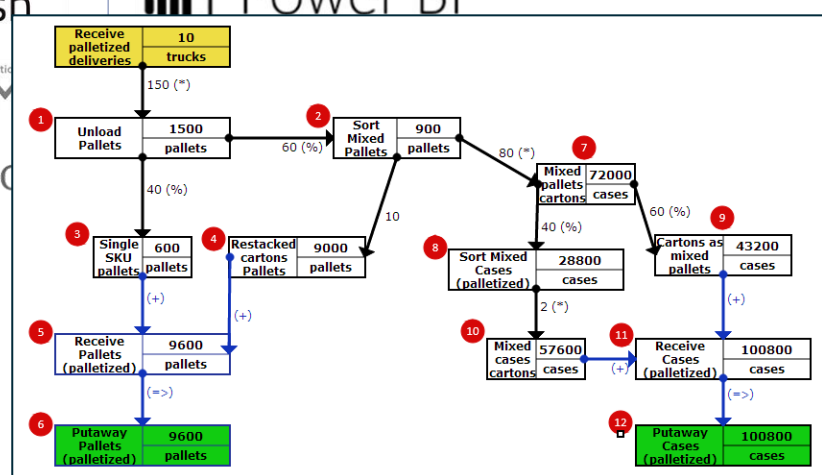 sh
Power BI
Receive
palletized
deliveries
10
trucks
150 (*)
1
Unload
Pallets
1500
pallets
60 (%)
2
Sort
Mixed
Pallets
900
pallets
80 (*)
7
Mixed
pallets
cartons
72000
cases
40 (%)
10
40 (%)
60 (%)
3
Single
SKU
pallets
600
pallets
4
Restacked
cartons
Pallets
9000
pallets
8
Sort Mixed
Cases
(palletized)
28800
cases
9
Cartons as
mixed
pallets
43200
cases
(+)
(+)
2 (*)
(+)
5
Receive
Pallets
(palletized)
9600
pallets
10
Mixed
cases
cartons
57600
cases
(+)
11
Receive
Cases
(palletized)
100800
cases
(=>)
(=>)
6
Putaway
Pallets
(palletized)
9600
pallets
12
Putaway
Cases
(palletized)
100800
cases